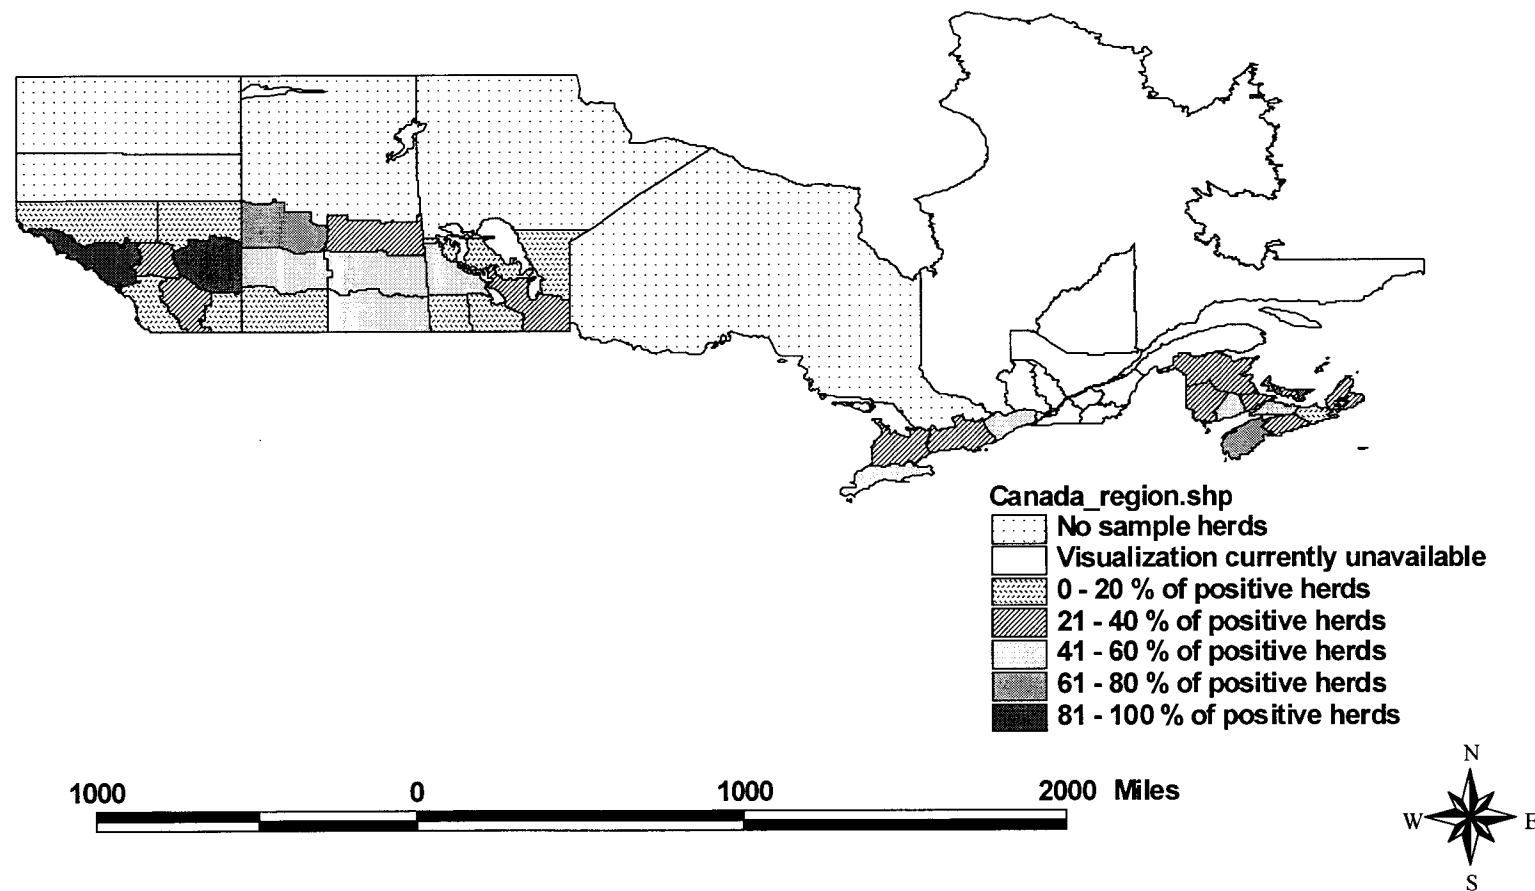 Canada_region.shp
No sample herds
Visualization currently unavailable
0 - 20 % of positive herds
21 - 40 % of positive herds
41 - 60 % of positive herds
61 - 80 % of positive herds
81 - 100 % of positive herds
1000 0 1000 2000 Miles
N
W E
S